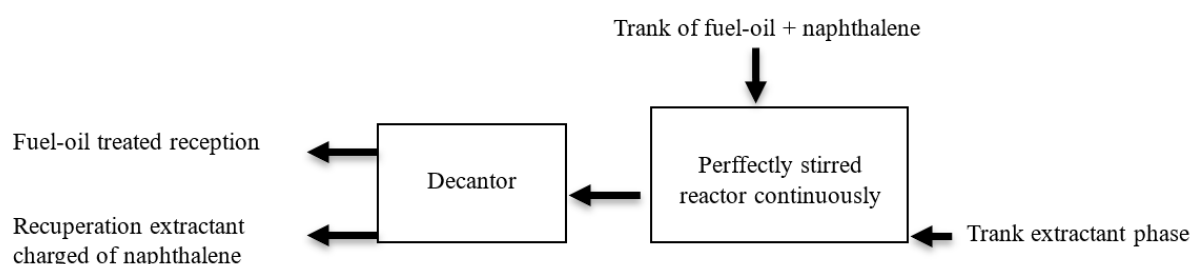 Trank of fuel-oil + naphthalene
Fuel-oil treated reception
Decantor
Perffectly stirred
reactor continuously
Recuperation extractant
charged of naphthalene
Trank extractant phase